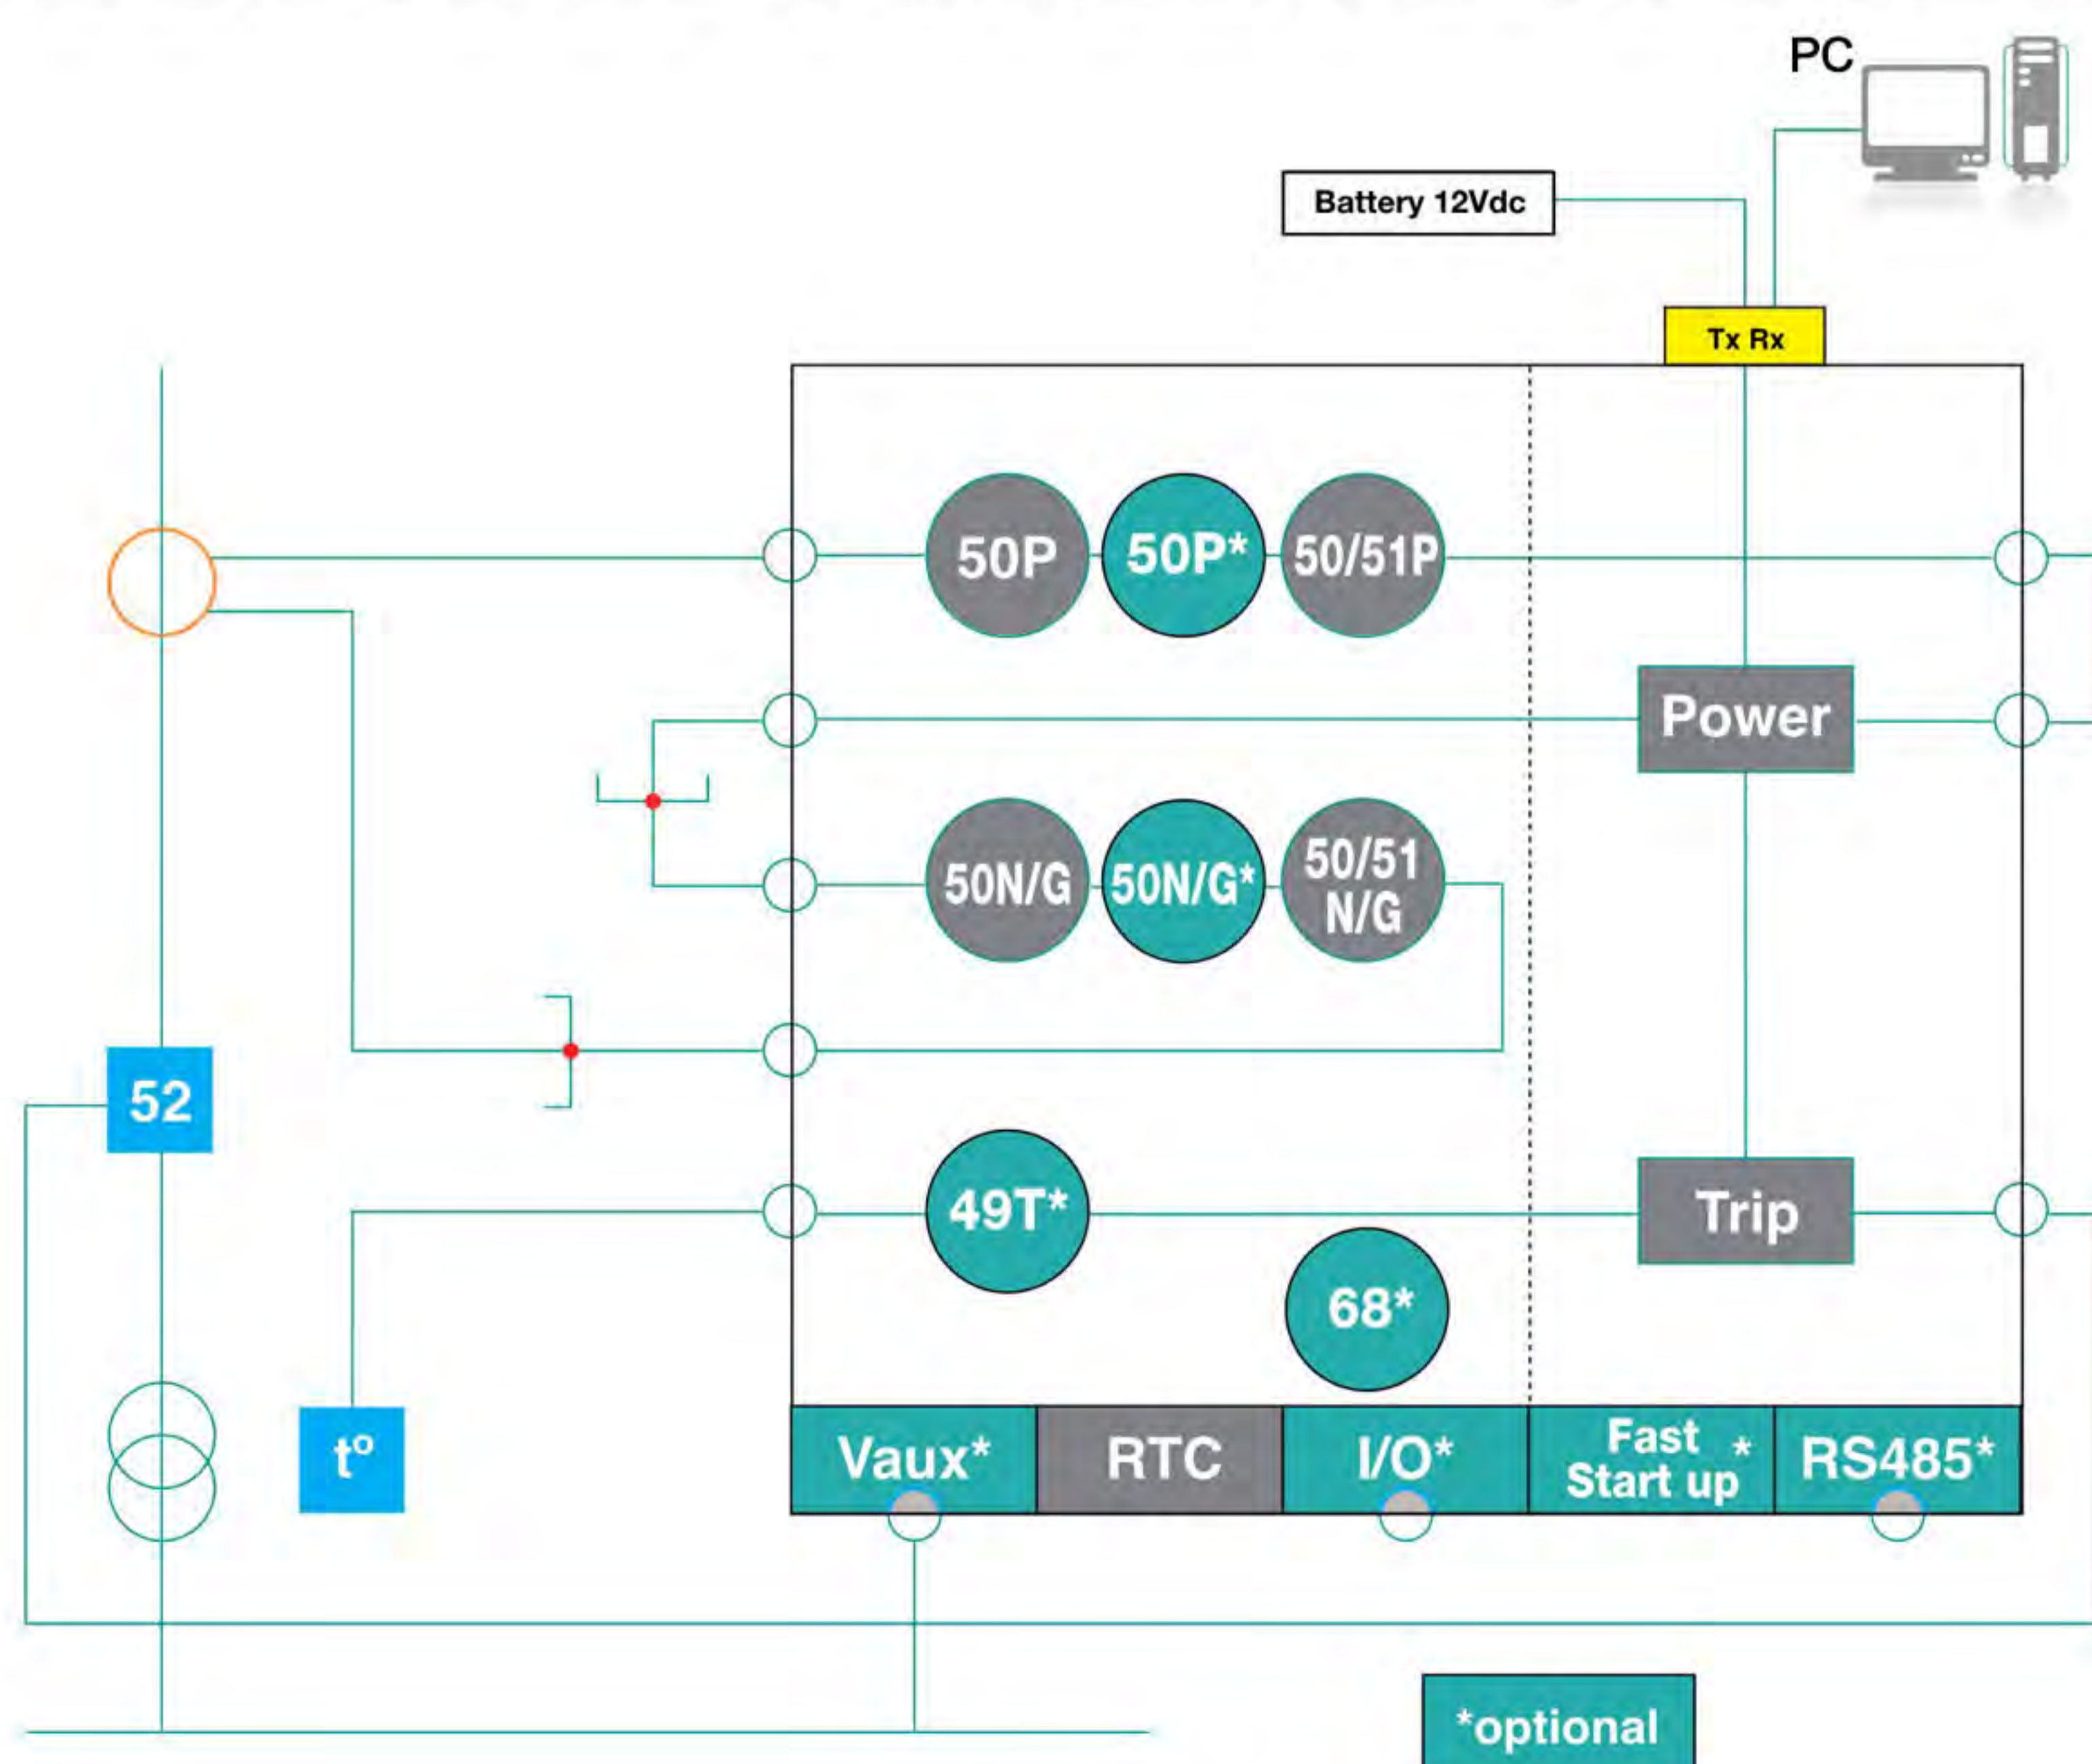 PC
Battery 12Vdc
Tx Rx
50P
50P*
50/51P
Power
50N/G
50N/G*
50/51
N/G
52
49T*
Trip
68*
t°
Vaux*
RTC
I/O*
Fast *
Start up
RS485*
*optional